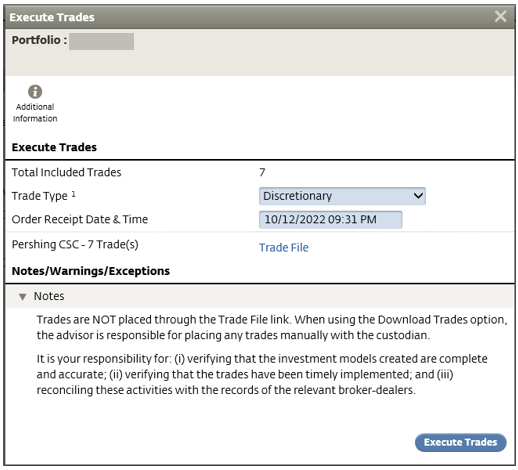 Execute Trades
Portfolio :
Additional
Information
Execute Trades
Total Included Trades 7
Trade Type 1 Discretionary
Order Receipt Date & Time 10/12/2022 09:31 PM
Pershing CSC - 7 Trade(s) Trade File
Notes/Warnings/Exceptions
Notes
Trades are NOT placed through the Trade File link. When using the Download Trades option,
the advisor is responsible for placing any trades manually with the custodian.
It is your responsibility for: (i) verifying that the investment models created are complete
and accurate; (ii) verifying that the trades have been timely implemented; and (iii)
reconciling these activities with the records of the relevant broker-dealers.
Execute Trades